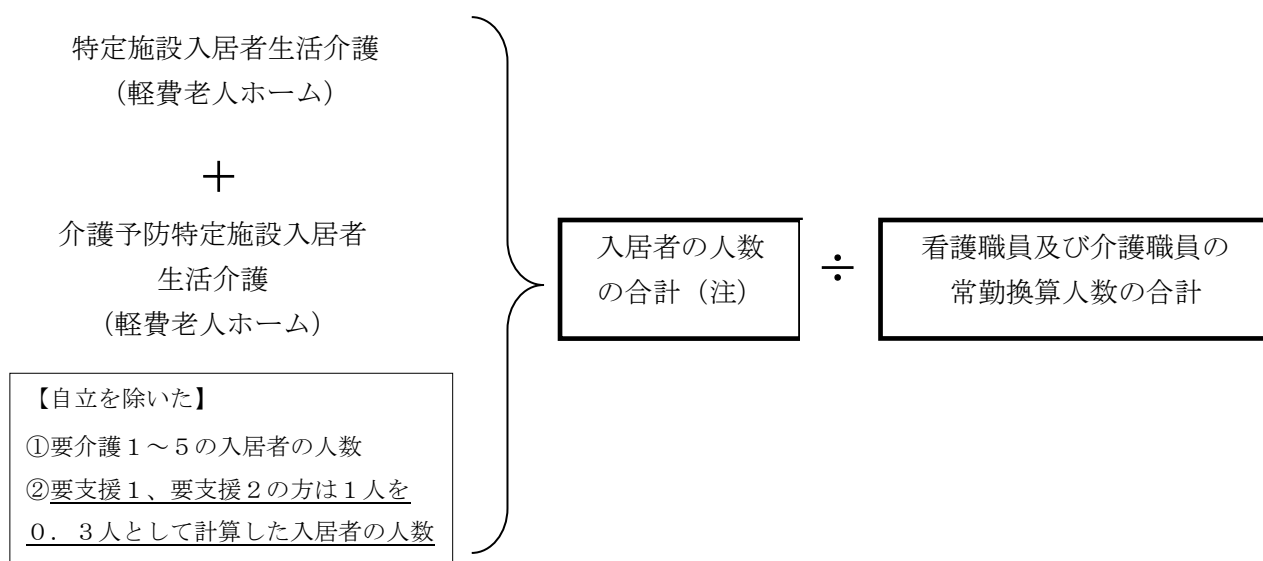 特定施設入居者生活介護
（軽費老人ホーム）
＋
介護予防特定施設入居者
生活介護
（軽費老人ホーム）
【自立を除いた】
①要介護１～５の入居者の人数
②要支援１、要支援２の方は１人を
０．３人として計算した入居者の人数
入居者の人数
の合計（注）
÷
看護職員及び介護職員の
常勤換算人数の合計